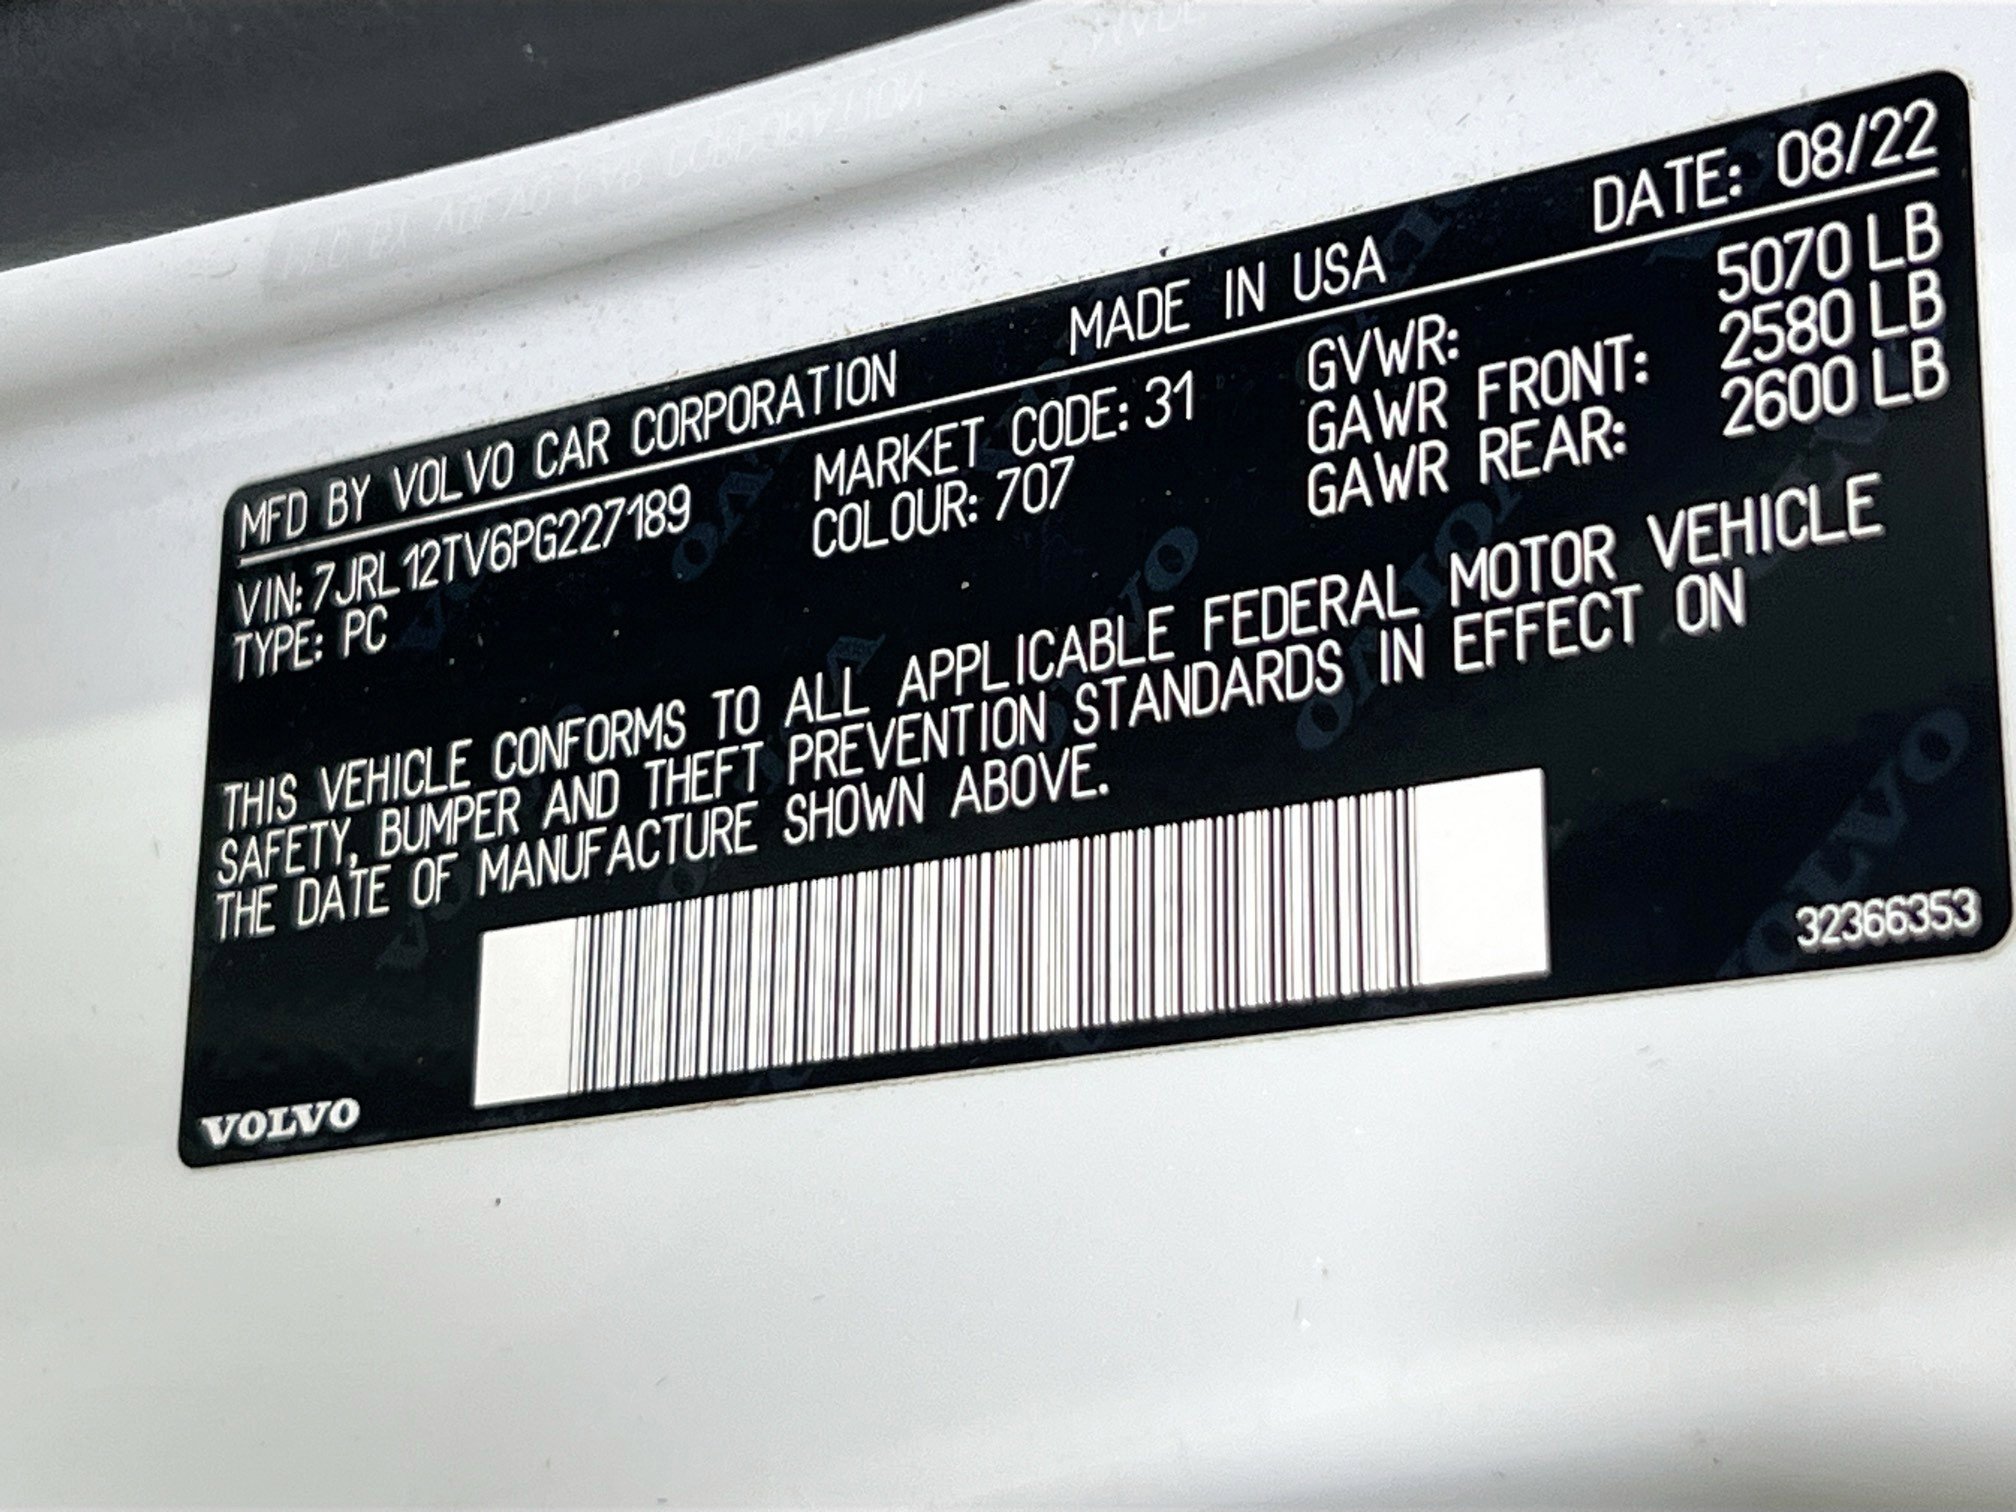 MFD BY VOLVO CAR CORPORATION MADE IN USA DATE: 08/22
VIN: 7JRL12TV6PG227189 MARKET CODE: 31 GVWR: 5070 LB
TYPE: PC COLOUR: 707 GAWR FRONT: 2580 LB
GAWR REAR: 2600 LB
THIS VEHICLE CONFORMS TO ALL APPLICABLE FEDERAL MOTOR VEHICLE
SAFETY, BUMPER AND THEFT PREVENTION STANDARDS IN EFFECT ON
THE DATE OF MANUFACTURE SHOWN ABOVE.
VOLVO
32366353